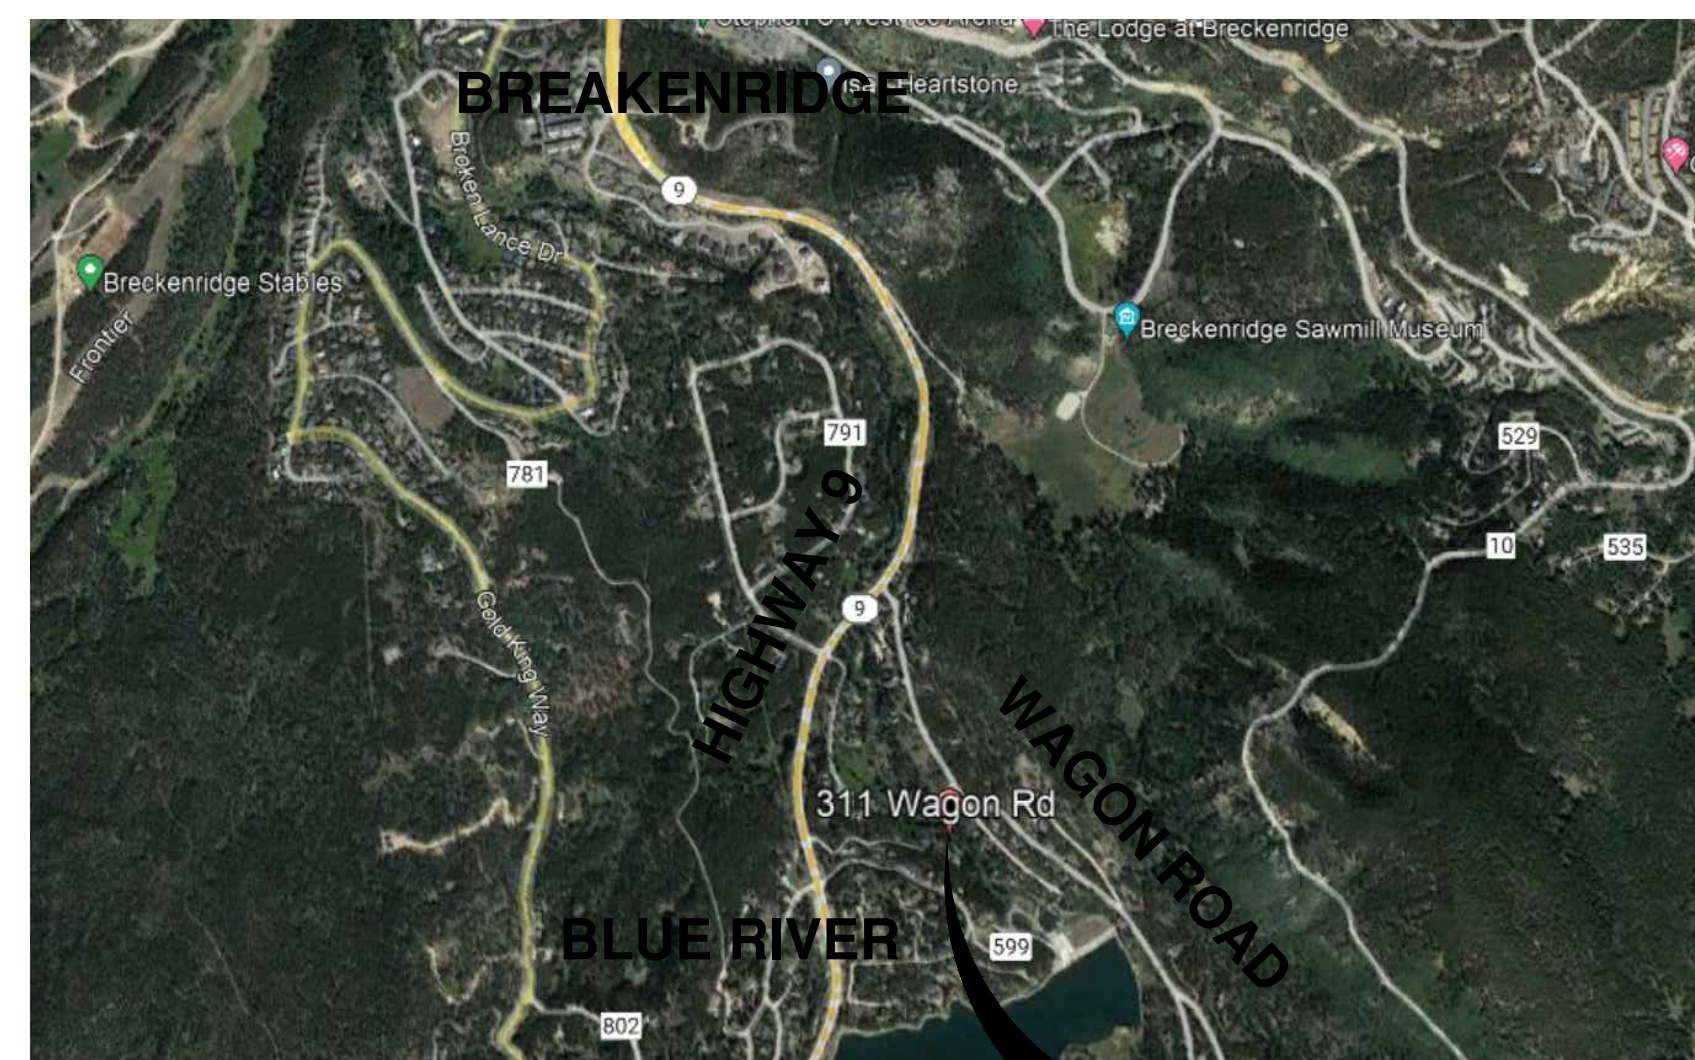 The Lodge at Breckenridge
BREAKENRIDGE
Heartstone
Broken Lance Dr
9
Breckenridge Stables
Frontier
Breckenridge Sawmill Museum
791
529
781
10
535
HIGHWAY 9
Gold King Way
9
WAGON ROAD
311 Wagon Rd
BLUE RIVER
599
802